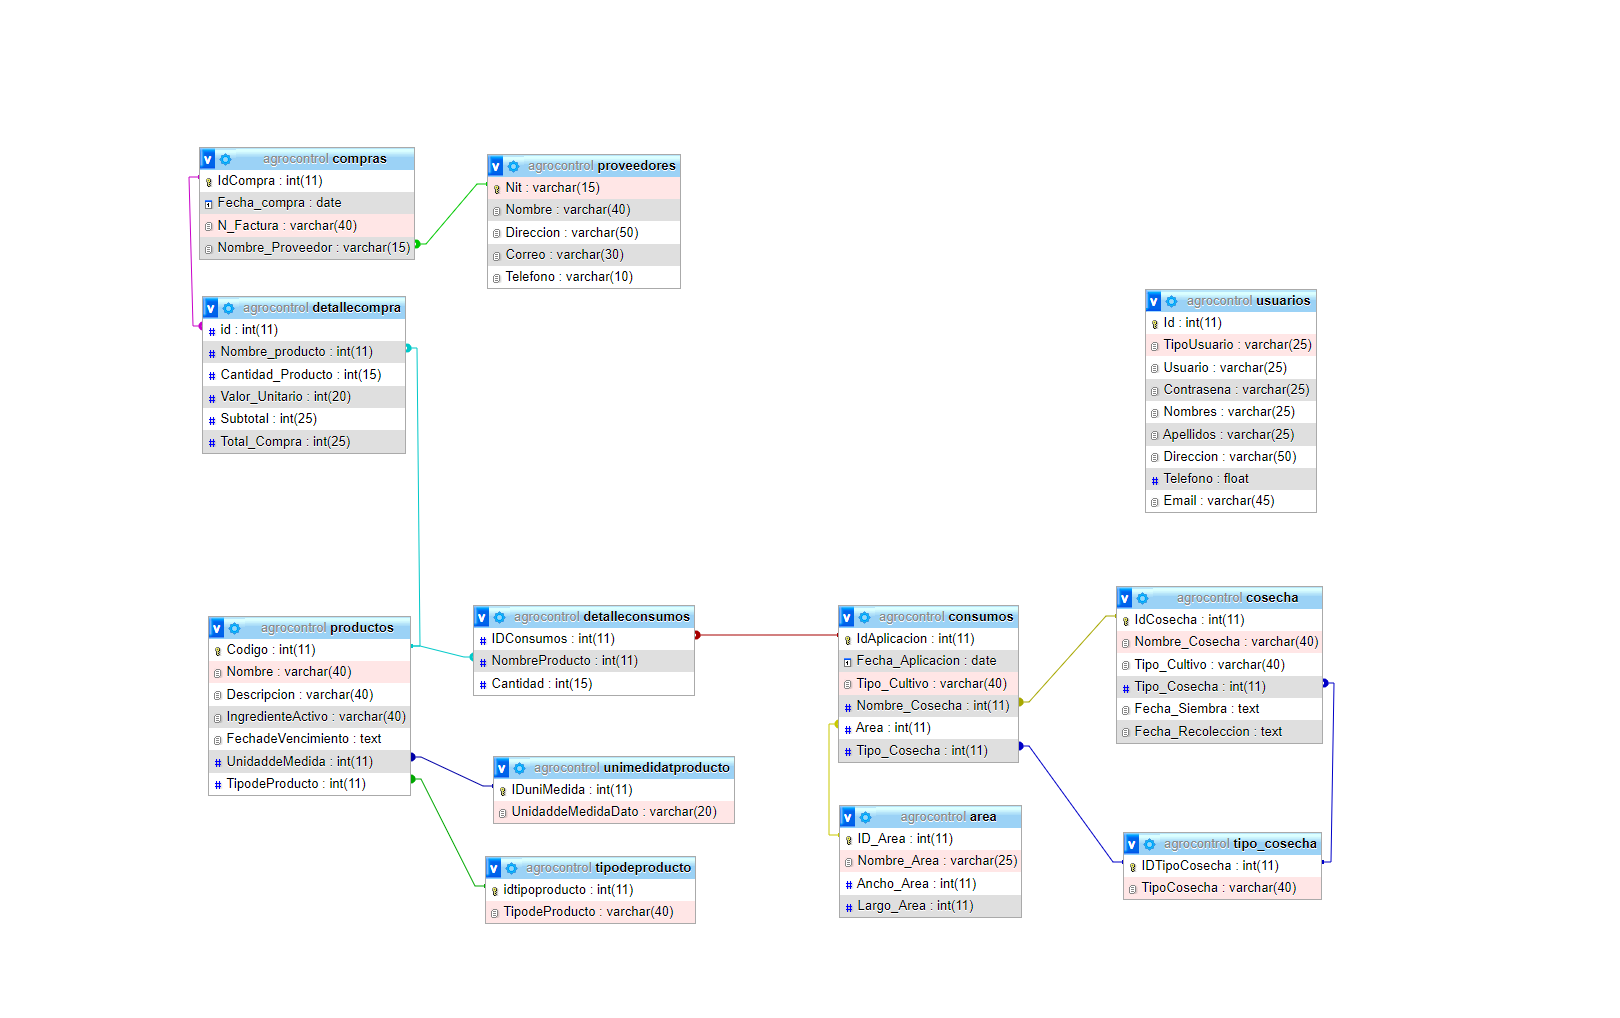 v agrocontrol compras
IdCompra : int(11)
Fecha_compra : date
N_Factura : varchar(40)
Nombre_Proveedor : varchar(15)
v agrocontrol proveedores
Nit : varchar(15)
Nombre : varchar(40)
Direccion : varchar(50)
Correo : varchar(30)
Telefono : varchar(10)
v agrocontrol detallecompra
# id : int(11)
# Nombre_producto : int(11)
# Cantidad_Producto : int(15)
# Valor_Unitario : int(20)
# Subtotal : int(25)
# Total_Compra : int(25)
v agrocontrol usuarios
Id : int(11)
TipoUsuario : varchar(25)
Usuario : varchar(25)
Contrasena : varchar(25)
Nombres : varchar(25)
Apellidos : varchar(25)
Direccion : varchar(50)
# Telefono : float
Email : varchar(45)
v agrocontrol productos
Codigo : int(11)
Nombre : varchar(40)
Descripcion : varchar(40)
IngredienteActivo : varchar(40)
FechadeVencimiento : text
# UnidaddeMedida : int(11)
# TipodeProducto : int(11)
v agrocontrol detalleconsumos
# IDConsumos : int(11)
# NombreProducto : int(11)
# Cantidad : int(15)
v agrocontrol unimedidatproducto
IDuniMedida : int(11)
UnidaddeMedidaDato : varchar(20)
v agrocontrol tipodeproducto
idtipoproducto : int(11)
TipodeProducto : varchar(40)
v agrocontrol consumos
IdAplicacion : int(11)
Fecha_Aplicacion : date
Tipo_Cultivo : varchar(40)
# Nombre_Cosecha : int(11)
# Area : int(11)
# Tipo_Cosecha : int(11)
v agrocontrol area
ID_Area : int(11)
Nombre_Area : varchar(25)
# Ancho_Area : int(11)
# Largo_Area : int(11)
v agrocontrol cosecha
IdCosecha : int(11)
Nombre_Cosecha : varchar(40)
Tipo_Cultivo : varchar(40)
# Tipo_Cosecha : int(11)
Fecha_Siembra : text
Fecha_Recoleccion : text
v agrocontrol tipo_cosecha
IDTipoCosecha : int(11)
TipoCosecha : varchar(40)